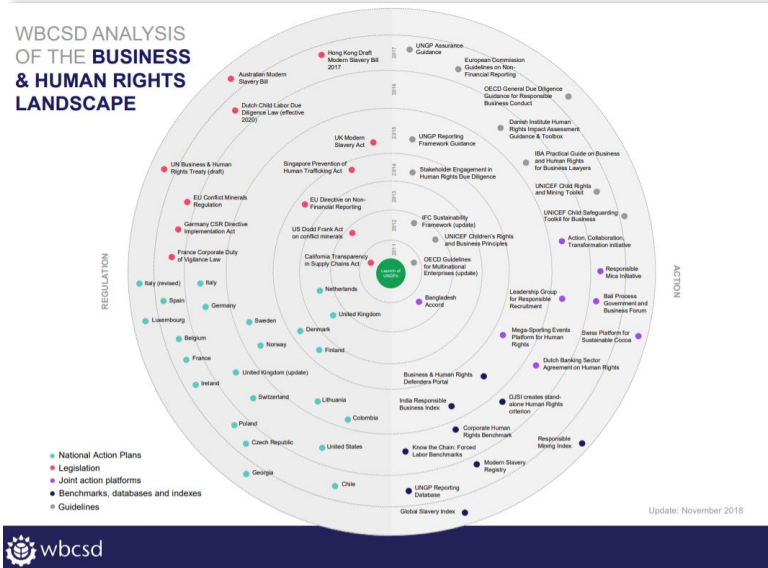 WBCSD ANALYSIS
OF THE BUSINESS
& HUMAN RIGHTS
LANDSCAPE
Hong Kong Draft
Modern Slavery Bill
2017
Australian Modern
Slavery Bill
Dutch Child Labor Due
Diligence Law (effective
2020)
UK Modern
Slavery Act
Singapore Prevention of
Human Trafficking Act
UN Business & Human
Rights Treaty (draft)
EU Conflict Minerals
Regulation
EU Directive on Non-
Financial Reporting
Germany CSR Directive
Implementation Act
US Dodd Frank Act
on conflict minerals
France Corporate Duty
of Vigilance Law
California Transparency
in Supply Chains Act
2017
2016
2015
2014
2013
2012
2011
Launch of
UNGPs
UNGP Assurance
Guidance
European Commission
Guidelines on Non-
Financial Reporting
OECD General Due Diligence
Guidance for Responsible
Business Conduct
Danish Institute Human
Rights Impact Assessment
Guidance & Toolbox
UNGP Reporting
Framework Guidance
IBA Practical Guide on Business
and Human Rights
for Business Lawyers
Stakeholder Engagement in
Human Rights Due Diligence
UNICEF Child Rights
and Mining Toolkit
UNICEF Child Safeguarding
Toolkit for Business
IFC Sustainability
Framework (update)
UNICEF Children's Rights
and Business Principles
Action, Collaboration,
Transformation initiative
OECD Guidelines
for Multinational
Enterprises (update)
Responsible
Mica Initiative
REGULATION
ACTION
Italy (revised)
Italy
Netherlands
Spain
Germany
Luxembourg
Sweden
United Kingdom
Denmark
Belgium
Norway
Finland
France
United Kingdom (update)
Ireland
Switzerland
Lithuania
Poland
Colombia
Czech Republic
United States
Georgia
Chile
Bangladesh
Accord
Leadership Group
for Responsible
Recruitment
Bali Process
Government and
Business Forum
Mega-Sporting Events
Platform for Human
Rights
Swiss Platform for
Sustainable Cocoa
Dutch Banking Sector
Agreement on Human Rights
Business & Human Rights
Defenders Portal
India Responsible
Business Index
DJSI creates stand-
alone Human Rights
criterion
Corporate Human
Rights Benchmark
Know the Chain: Forced
Labor Benchmarks
Responsible
Mining Index
Modern Slavery
Registry
UNGP Reporting
Database
Global Slavery Index
National Action Plans
Legislation
Joint action platforms
Benchmarks, databases and indexes
Guidelines
Update: November 2018
wbcsd